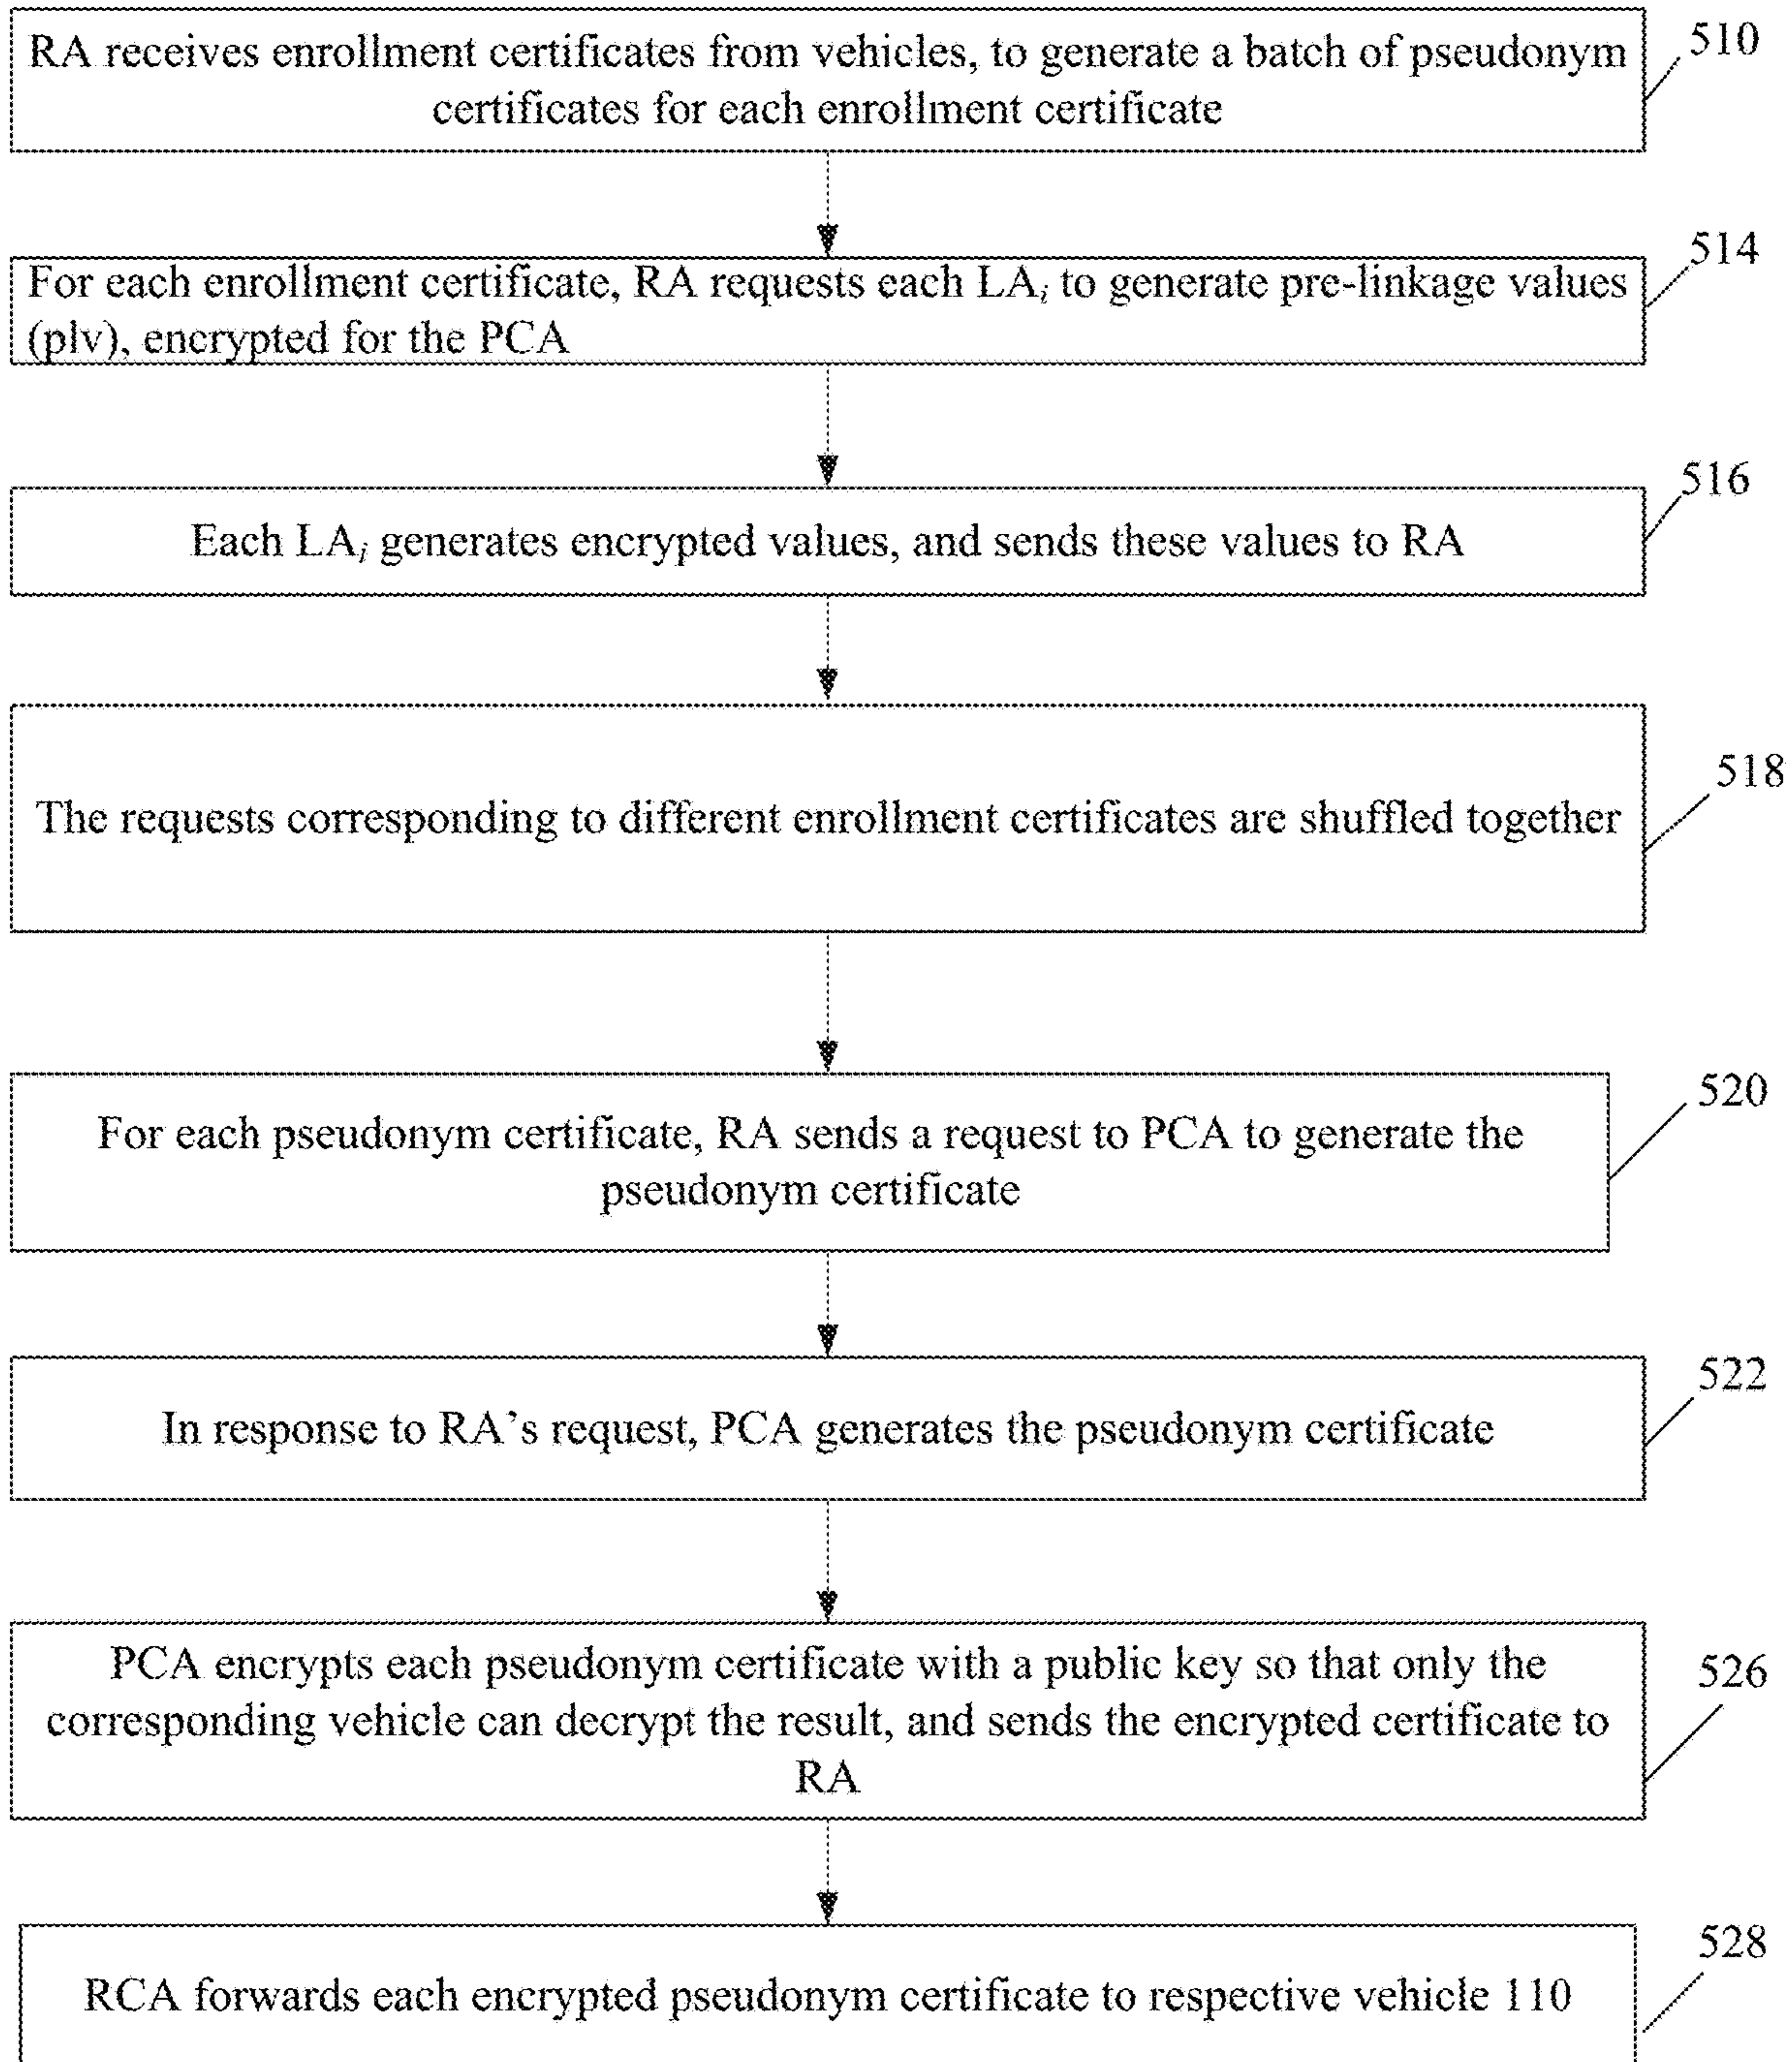 RA receives enrollment certificates from vehicles, to generate a batch of pseudonym
certificates for each enrollment certificate
510
For each enrollment certificate, RA requests each LAi to generate pre-linkage values
(plv), encrypted for the PCA
514
Each LAi generates encrypted values, and sends these values to RA
516
The requests corresponding to different enrollment certificates are shuffled together
518
For each pseudonym certificate, RA sends a request to PCA to generate the
pseudonym certificate
520
In response to RA's request, PCA generates the pseudonym certificate
522
PCA encrypts each pseudonym certificate with a public key so that only the
corresponding vehicle can decrypt the result, and sends the encrypted certificate to
RA
526
RCA forwards each encrypted pseudonym certificate to respective vehicle 110
528